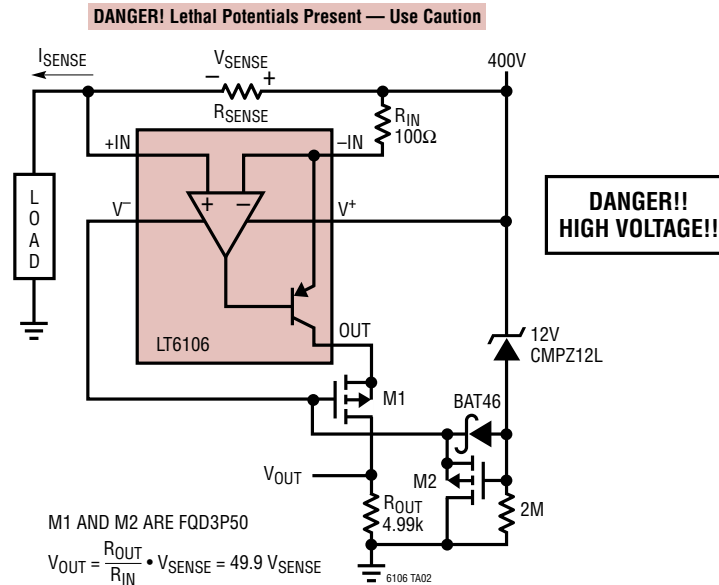 DANGER! Lethal Potentials Present — Use Caution
ISENSE
VSENSE
– +
RSENSE
400V
RIN
100Ω
+IN
–IN
LOAD
V–
+ –
V+
DANGER!!
HIGH VOLTAGE!!
LT6106
OUT
12V
CMPZ12L
M1
BAT46
VOUT
M2
ROUT
4.99k
2M
M1 AND M2 ARE FQD3P50
VOUT = ROUT/RIN • VSENSE = 49.9 VSENSE
6106 TA02